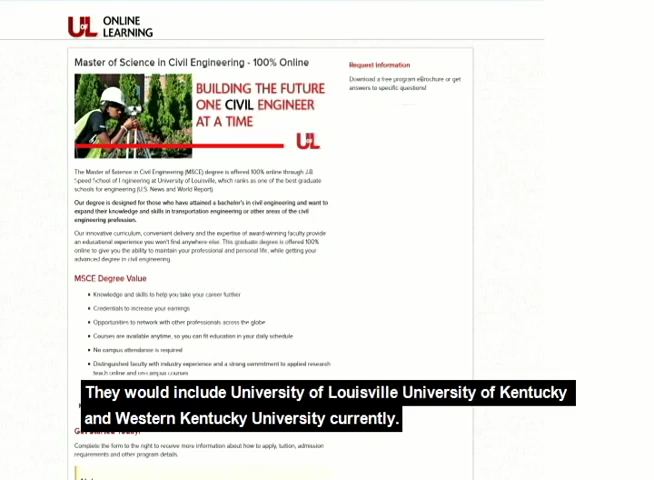 UofL ONLINE
LEARNING
Master of Science in Civil Engineering - 100% Online
Request Information
Download a free program eBrochure or get
answers to specific questions!
BUILDING THE FUTURE
ONE CIVIL ENGINEER
AT A TIME
UofL
The Master of Science in Civil Engineering (MSCE) degree is offered 100% online through J.B.
Speed School of Engineering at University of Louisville, which ranks as one of the best graduate
schools for engineering (U.S. News and World Report).
Our degree is designed for those who have attained a bachelor's in civil engineering and want to
expand their knowledge and skills in transportation engineering or other areas of the civil
engineering profession.
Our innovative curriculum, convenient delivery and the expertise of award-winning faculty provide
an educational experience you won't find anywhere else. This graduate degree is offered 100%
online to give you the ability to maintain your professional and personal life, while getting your
advanced degree in civil engineering.
MSCE Degree Value
• Knowledge and skills to help you take your career further
• Credentials to increase your earnings
• Opportunities to network with other professionals across the globe
• Courses are available anytime, so you can fit education in your daily schedule
• No campus attendance is required
• Distinguished faculty with industry experience and a strong commitment to applied research
teach online and on-campus courses
They would include University of Louisville University of Kentucky
and Western Kentucky University currently.
Get Started Today!
Complete the form to the right to receive more information about how to apply, tuition, admission
requirements and other program details.